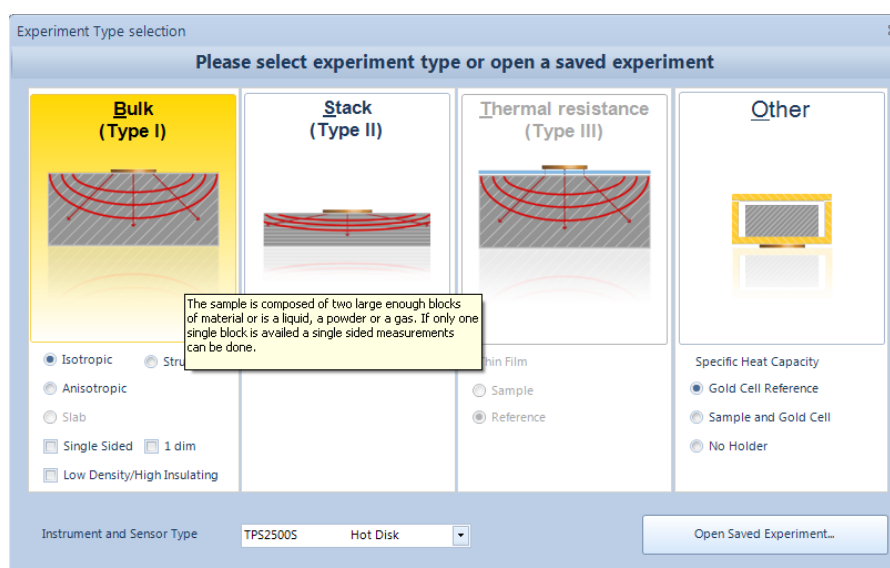 Experiment Type selection
Please select experiment type or open a saved experiment
Bulk
(Type I)
Stack
(Type II)
Thermal resistance
(Type III)
Other
The sample is composed of two large enough blocks
of material or is a liquid, a powder or a gas. If only one
single block is availed a single sided measurements
can be done.
Isotropic
Anisotropic
Slab
Single Sided 1 dim
Low Density/High Insulating
Film
Sample
Reference
Specific Heat Capacity
Gold Cell Reference
Sample and Gold Cell
No Holder
Instrument and Sensor Type TPS2500S Hot Disk
Open Saved Experiment...